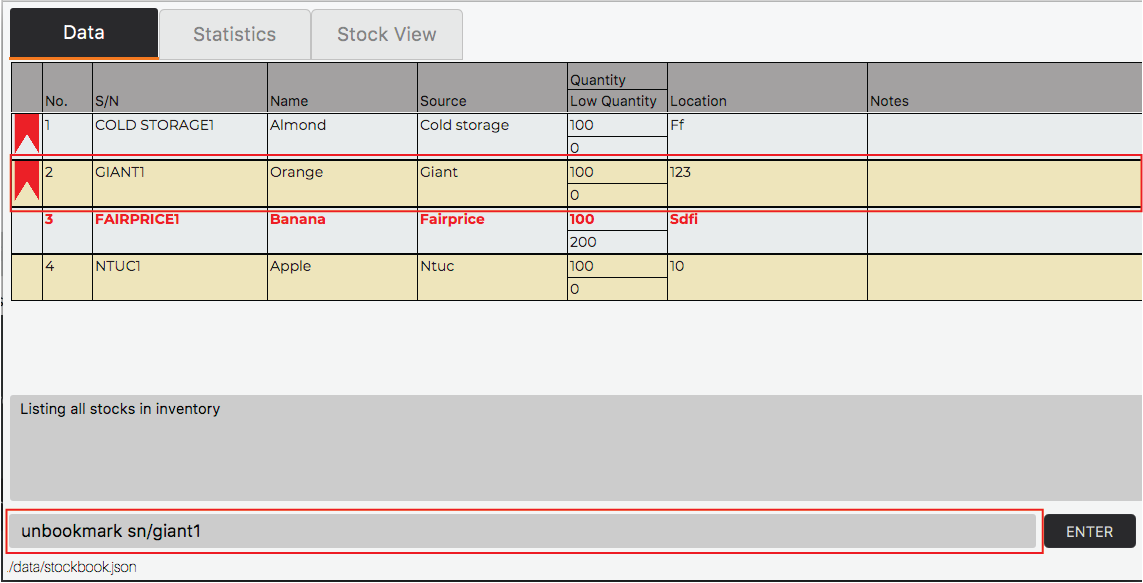 Data Statistics Stock View
Quantity
No. S/N Name Source Low Quantity Location Notes
1 COLD STORAGE1 Almond Cold storage 100 Ff
0
2 GIANT1 Orange Giant 100 123
0
3 FAIRPRICE1 Banana Fairprice 100 Sdfi
200
4 NTUC1 Apple Ntuc 100 10
0
Listing all stocks in inventory
unbookmark sn/giant1 ENTER
./data/stockbook.json